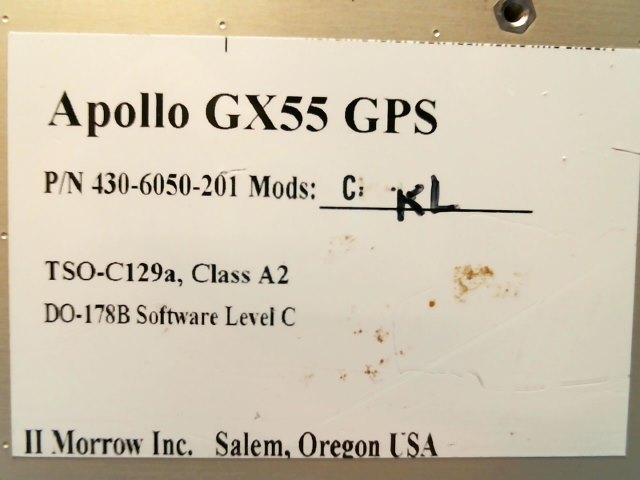 Apollo GX55 GPS
P/N 430-6050-201 Mods: C: KL
TSO-C129a, Class A2
DO-178B Software Level C
II Morrow Inc. Salem, Oregon USA